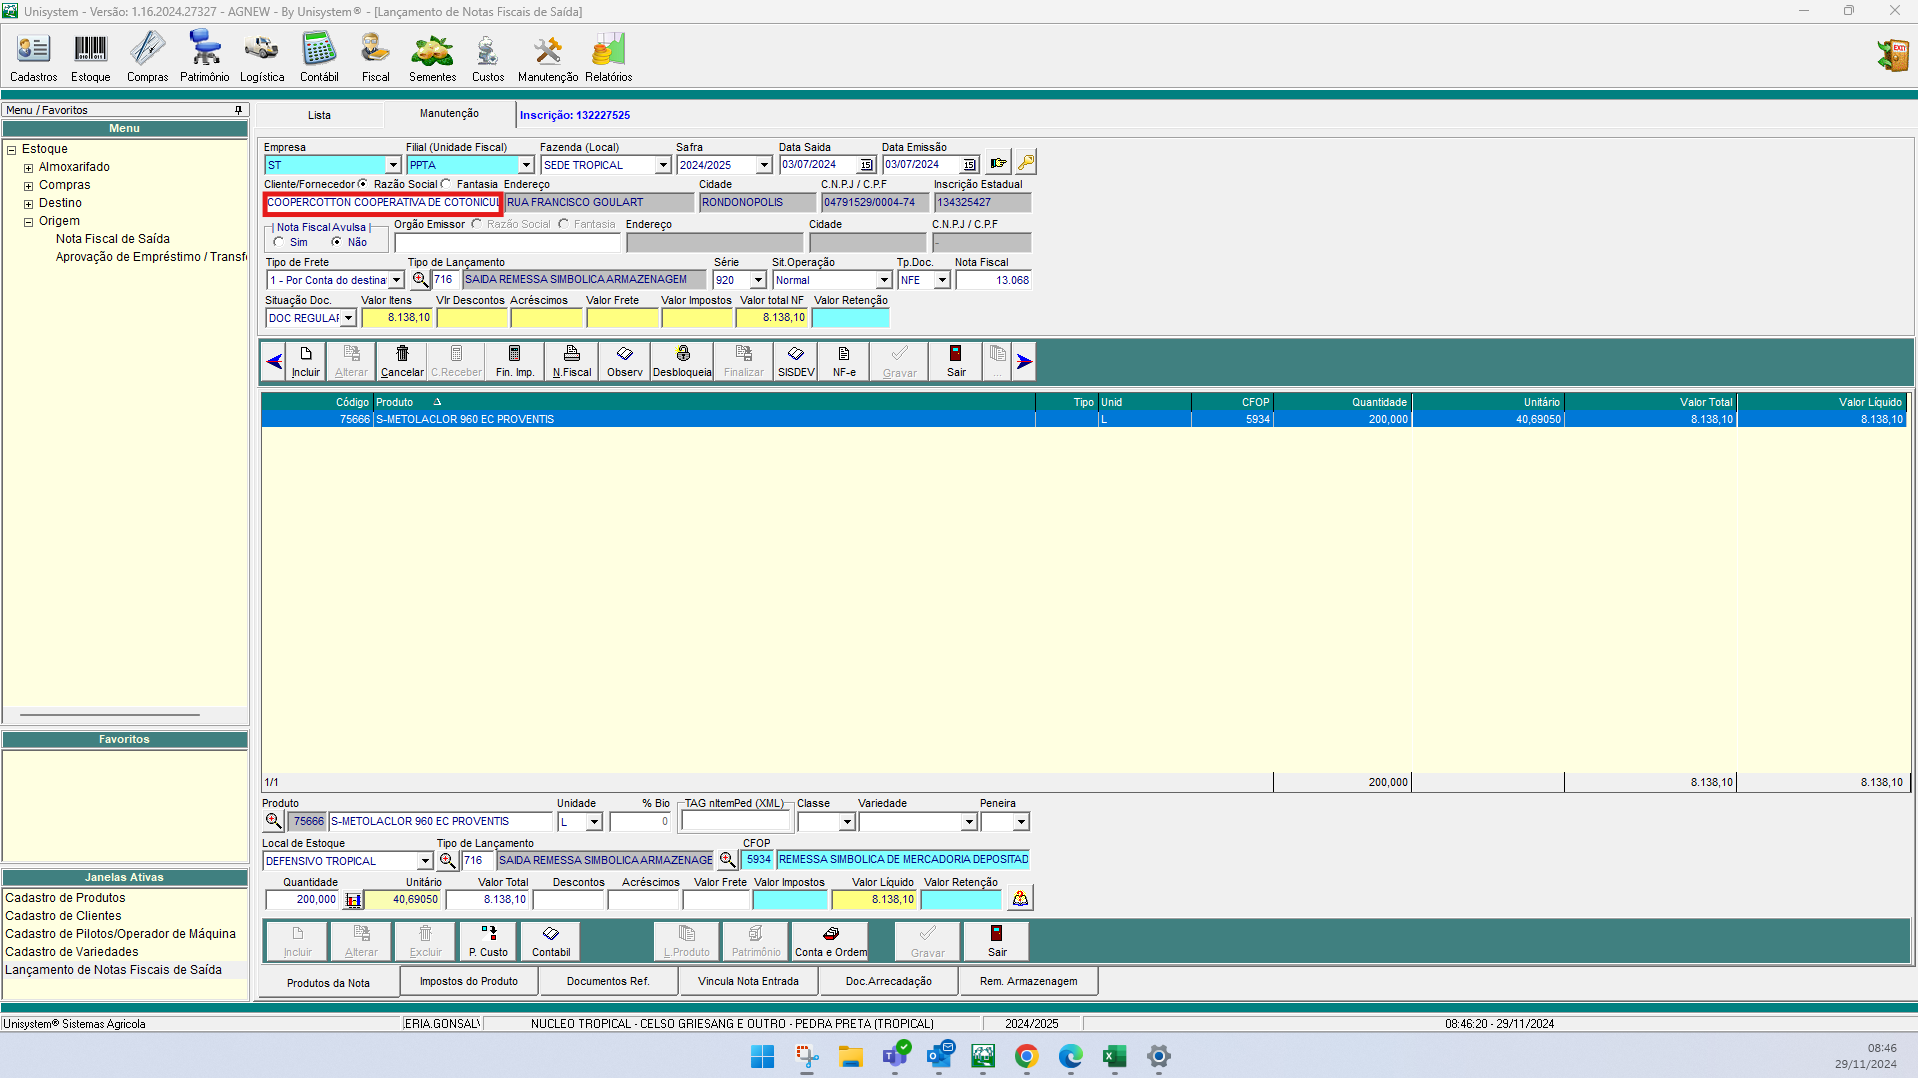 Unisystem - Versão: 1.16.2024.27327 - AGNEW - By Unisystem® - [Lançamento de Notas Fiscais de Saída]
Cadastros Estoque Compras Patrimônio Logística Contábil Fiscal Sementes Custos Manutenção Relatórios
EXIT
Menu / Favoritos
Menu
Estoque
Almoxarifado
Compras
Destino
Origem
Nota Fiscal de Saída
Aprovação de Empréstimo / Transf
Favoritos
Janelas Ativas
Cadastro de Produtos
Cadastro de Clientes
Cadastro de Pilotos/Operador de Máquina
Cadastro de Variedades
Lançamento de Notas Fiscais de Saída
Lista Manutenção Inscrição: 132227525
Empresa Filial (Unidade Fiscal) Fazenda (Local) Safra Data Saida Data Emissão
ST PPTA SEDE TROPICAL 2024/2025 03/07/2024 15 03/07/2024 15
Cliente/Fornecedor Razão Social Fantasia Endereço Cidade C.N.P.J / C.P.F Inscrição Estadual
COOPERCOTTON COOPERATIVA DE COTONICUL RUA FRANCISCO GOULART RONDONOPOLIS 04791529/0004-74 134325427
| Nota Fiscal Avulsa | Orgão Emissor Razão Social Fantasia Endereço Cidade C.N.P.J / C.P.F
Sim Não -
Tipo de Frete Tipo de Lançamento Série Sit.Operação Tp.Doc. Nota Fiscal
1 - Por Conta do destina 716 SAIDA REMESSA SIMBOLICA ARMAZENAGEM 920 Normal NFE 13.068
Situação Doc. Valor Itens Vlr Descontos Acréscimos Valor Frete Valor Impostos Valor total NF Valor Retenção
DOC REGULAR 8.138,10 8.138,10
Incluir Alterar Cancelar C.Receber Fin. Imp. N.Fiscal Observ Desbloqueia Finalizar SISDEV NF-e Gravar Sair ...
Código Produto Tipo Unid CFOP Quantidade Unitário Valor Total Valor Líquido
75666 S-METOLACLOR 960 EC PROVENTIS L 5934 200,000 40,69050 8.138,10 8.138,10
1/1 200,000 8.138,10 8.138,10
Produto Unidade % Bio TAG nItemPed (XML) Classe Variedade Peneira
75666 S-METOLACLOR 960 EC PROVENTIS L 0
Local de Estoque Tipo de Lançamento CFOP
DEFENSIVO TROPICAL 716 SAIDA REMESSA SIMBOLICA ARMAZENAGE 5934 REMESSA SIMBOLICA DE MERCADORIA DEPOSITAD
Quantidade Unitário Valor Total Descontos Acréscimos Valor Frete Valor Impostos Valor Líquido Valor Retenção
200,000 40,69050 8.138,10 8.138,10
Incluir Alterar Excluir P. Custo Contabil L.Produto Patrimônio Conta e Ordem Gravar Sair
Produtos da Nota Impostos do Produto Documentos Ref. Vincula Nota Entrada Doc.Arrecadação Rem. Armazenagem
Unisystem® Sistemas Agricola ERIA.GONSAL NUCLEO TROPICAL - CELSO GRIESANG E OUTRO - PEDRA PRETA (TROPICAL) 2024/2025 08:46:20 - 29/11/2024
08:46
29/11/2024